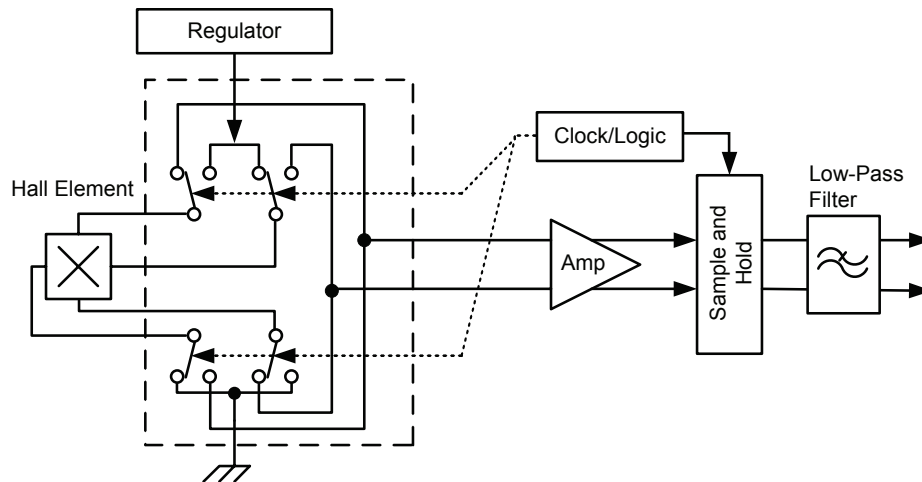 Regulator
Clock/Logic
Hall Element
Low-Pass
Filter
Amp
Sample and
Hold